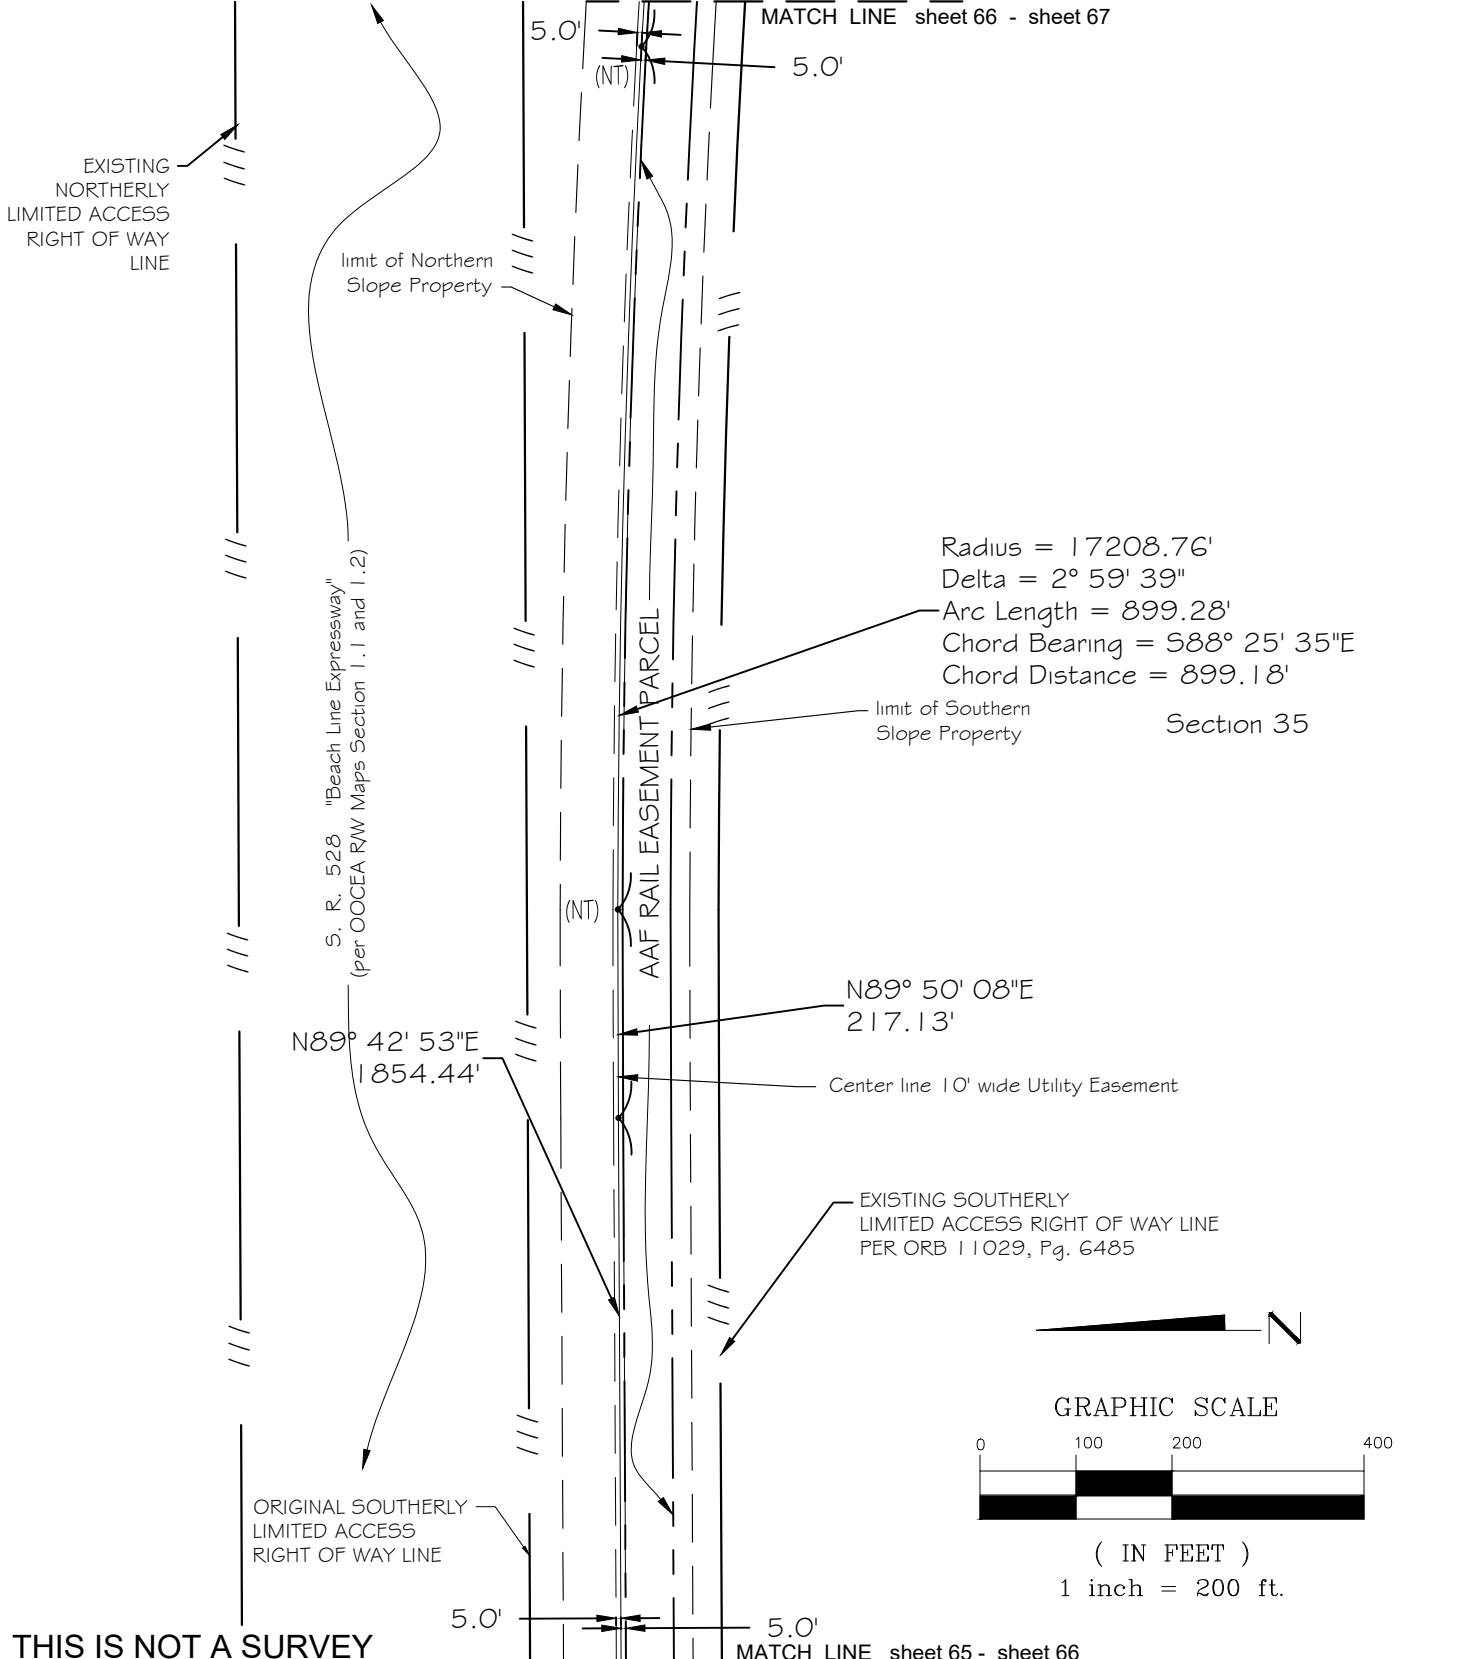 MATCH LINE sheet 66 - sheet 67
5.0'
(NT)
5.0'
EXISTING
NORTHERLY
LIMITED ACCESS
RIGHT OF WAY
LINE
limit of Northern
Slope Property
Radius = 17208.76'
Delta = 2° 59' 39"
Arc Length = 899.28'
Chord Bearing = S88° 25' 35"E
Chord Distance = 899.18'
limit of Southern
Slope Property
Section 35
S. R. 528 "Beach Line Expressway"
(per OOCEA R/W Maps Section 1.1 and 1.2)
AAF RAIL EASEMENT PARCEL
(NT)
N89° 50' 08"E
217.13'
N89° 42' 53"E
1854.44'
Center line 10' wide Utility Easement
EXISTING SOUTHERLY
LIMITED ACCESS RIGHT OF WAY LINE
PER ORB 11029, Pg. 6485
N
GRAPHIC SCALE
0 100 200 400
( IN FEET )
1 inch = 200 ft.
ORIGINAL SOUTHERLY
LIMITED ACCESS
RIGHT OF WAY LINE
5.0'
5.0'
THIS IS NOT A SURVEY
MATCH LINE sheet 65 - sheet 66